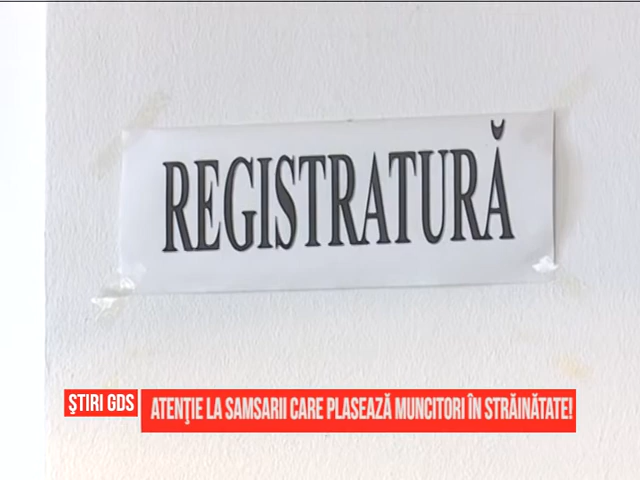 REGISTRATURĂ
ŞTIRI GDS
ATENŢIE LA SAMSARII CARE PLASEAZĂ MUNCITORI ÎN STRĂINĂTATE!